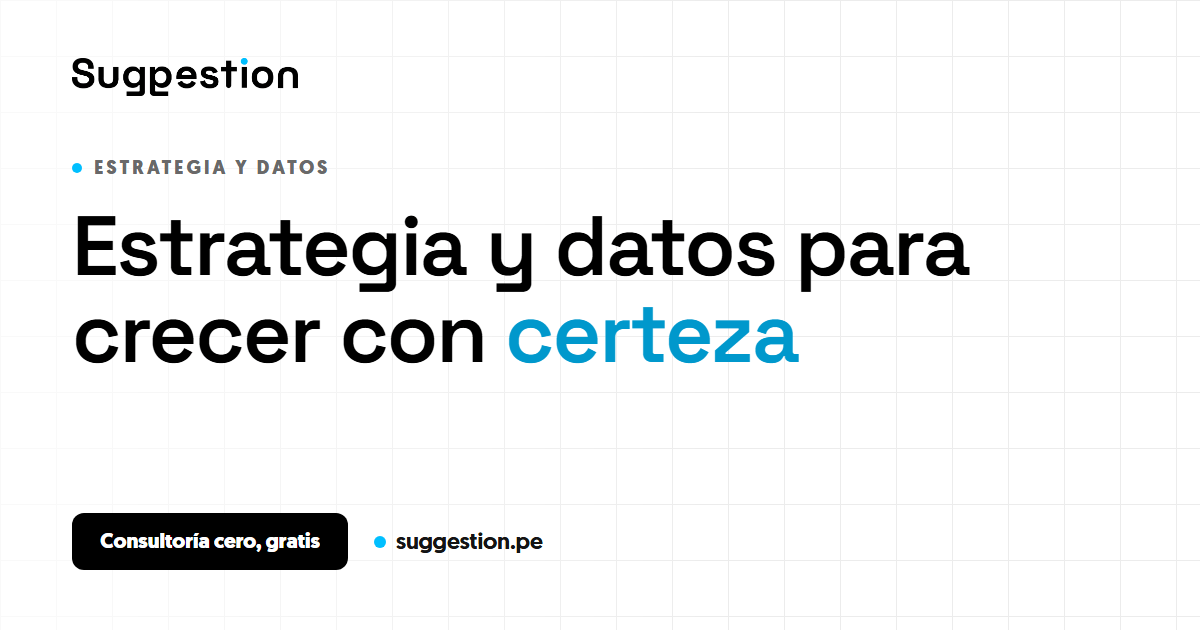 Suggestion
ESTRATEGIA Y DATOS
Estrategia y datos para
crecer con certeza
Consultoría cero, gratis
suggestion.pe